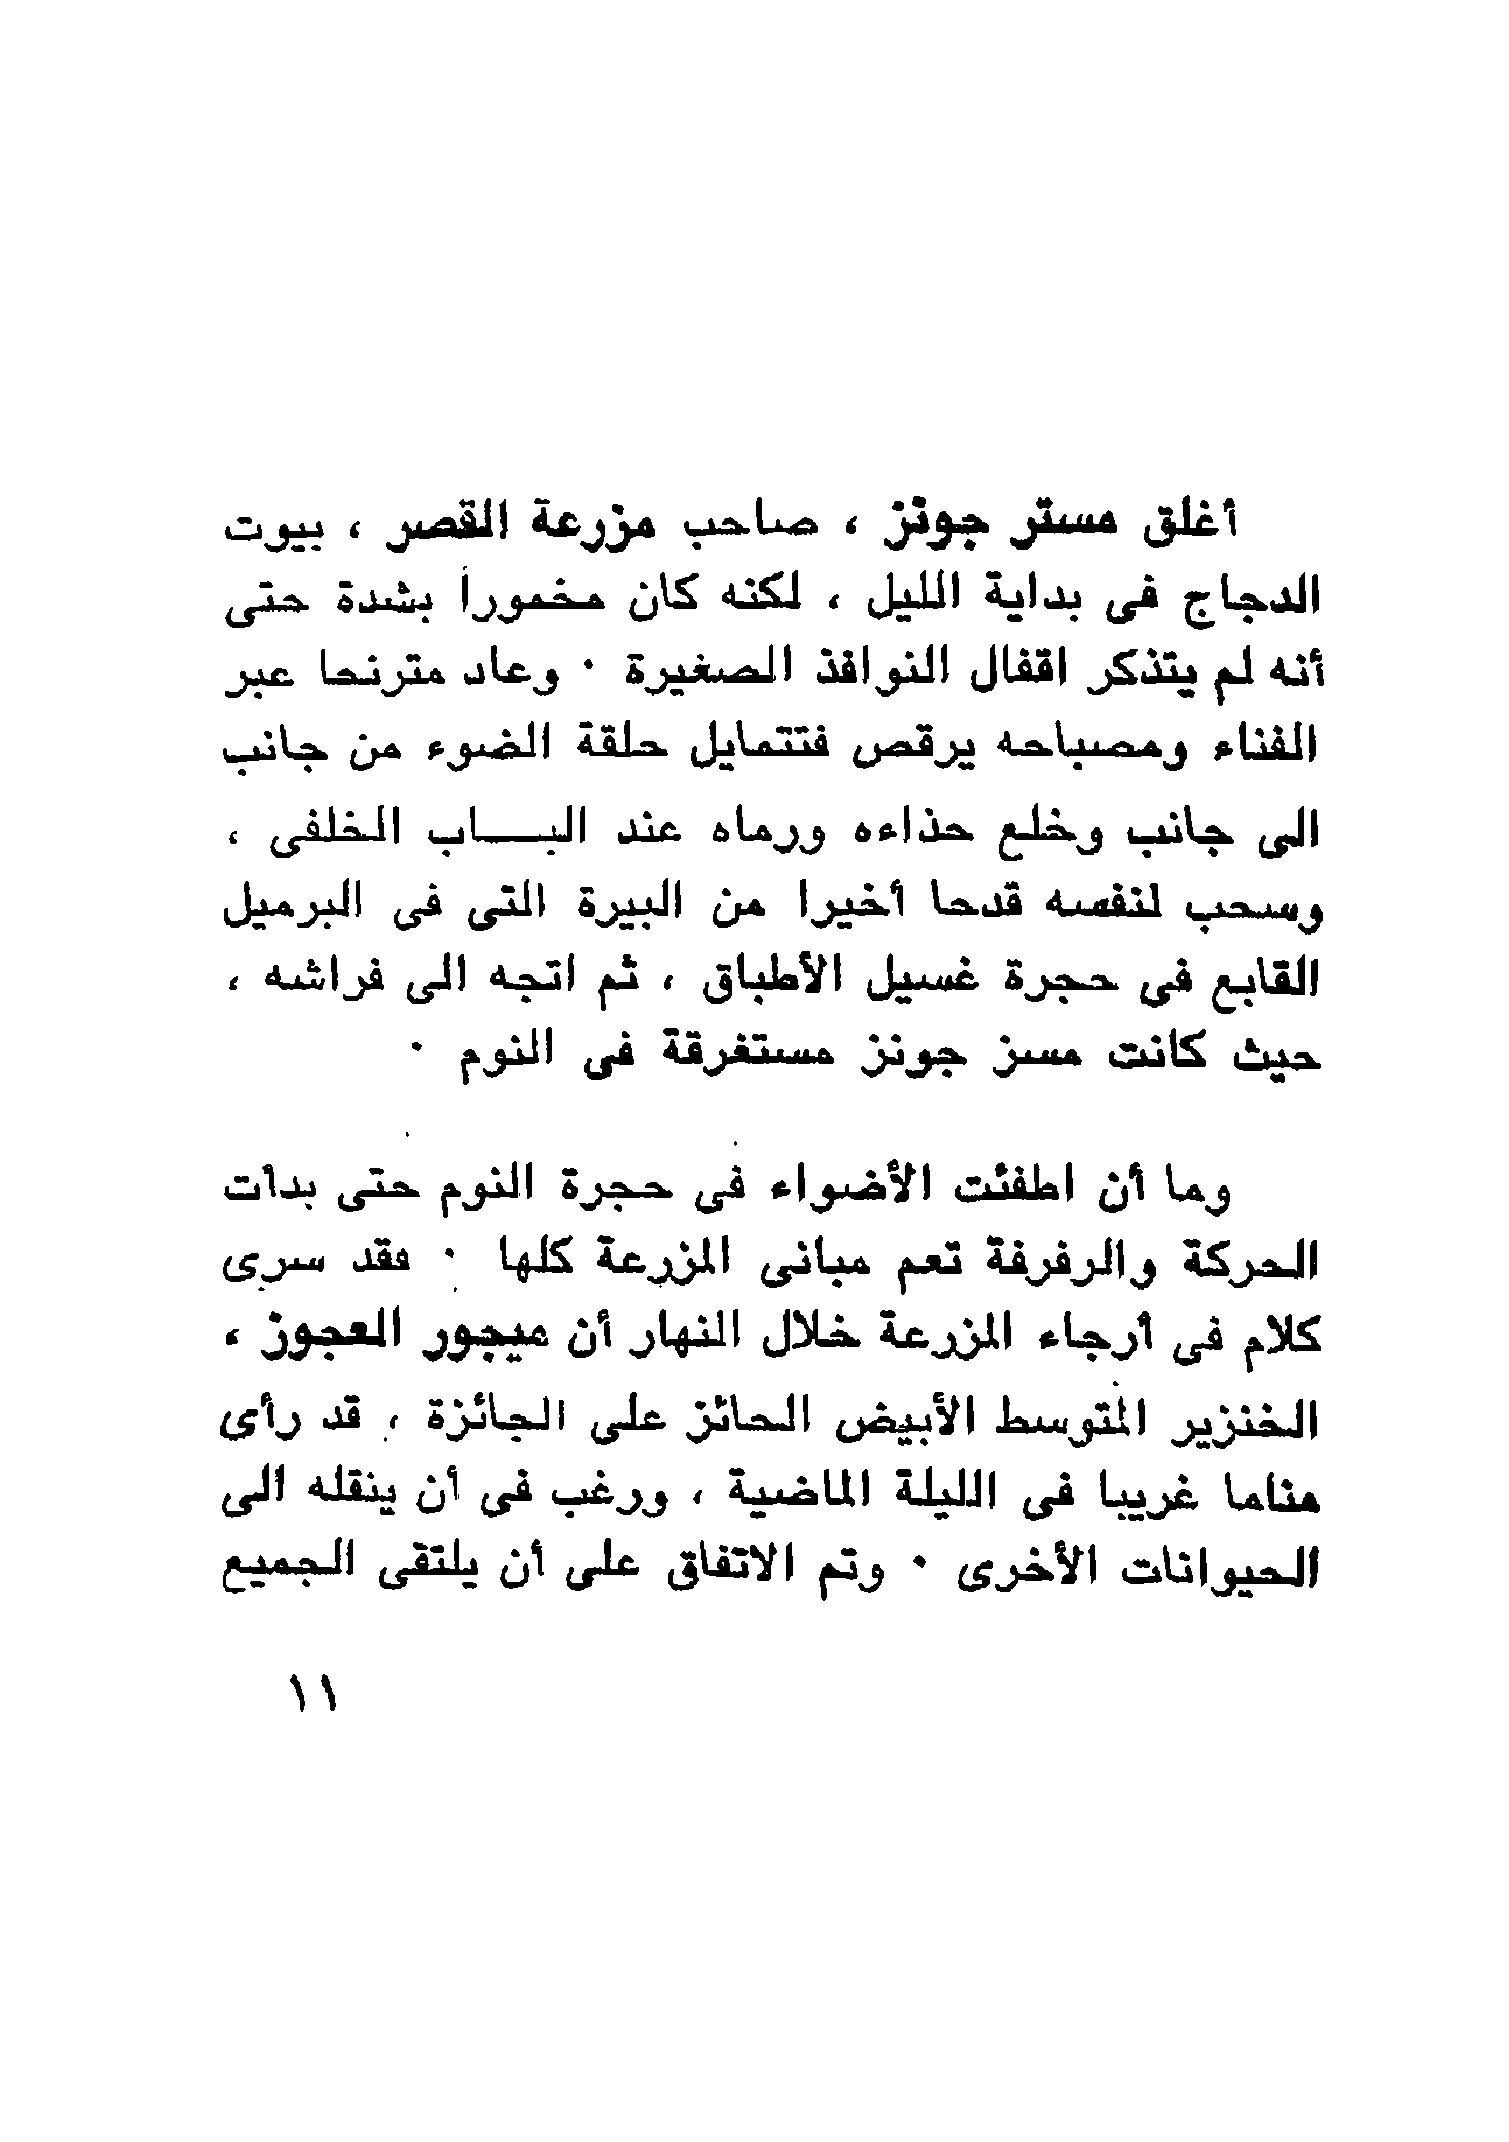 أغلق مستر جونز ، صاحب مزرعة القصر ، بيوت
الدجاج فى بداية الليل ، لكنه كان مخموراً بشدة حتى
أنه لم يتذكر اقفال النوافذ الصغيرة ٠ وعاد مترنحا عبر
الفناء ومصباحه يرقص فتتمايل حلقة الضوء من جانب
الى جانب وخلع حذاءه ورماه عند البـــاب الخلفى ،
وسحب لنفسه قدحا أخيرا من البيرة التى فى البرميل
القابع فى حجرة غسيل الأطباق ، ثم اتجه الى فراشه ،
حيث كانت مسز جونز مستغرقة فى النوم ٠
وما أن اطفئت الأضواء فى حجرة النوم حتى بدأت
الحركة والرفرفة تعم مبانى المزرعة كلها ٠ فقد سرى
كلام فى أرجاء المزرعة خلال النهار أن ميجور العجوز ،
الخنزير المتوسط الأبيض الحائز على الجائزة ، قد رأى
مناما غريبا فى الليلة الماضية ، ورغب فى أن ينقله الى
الحيوانات الأخرى ٠ وتم الاتفاق على أن يلتقى الجميع
١١